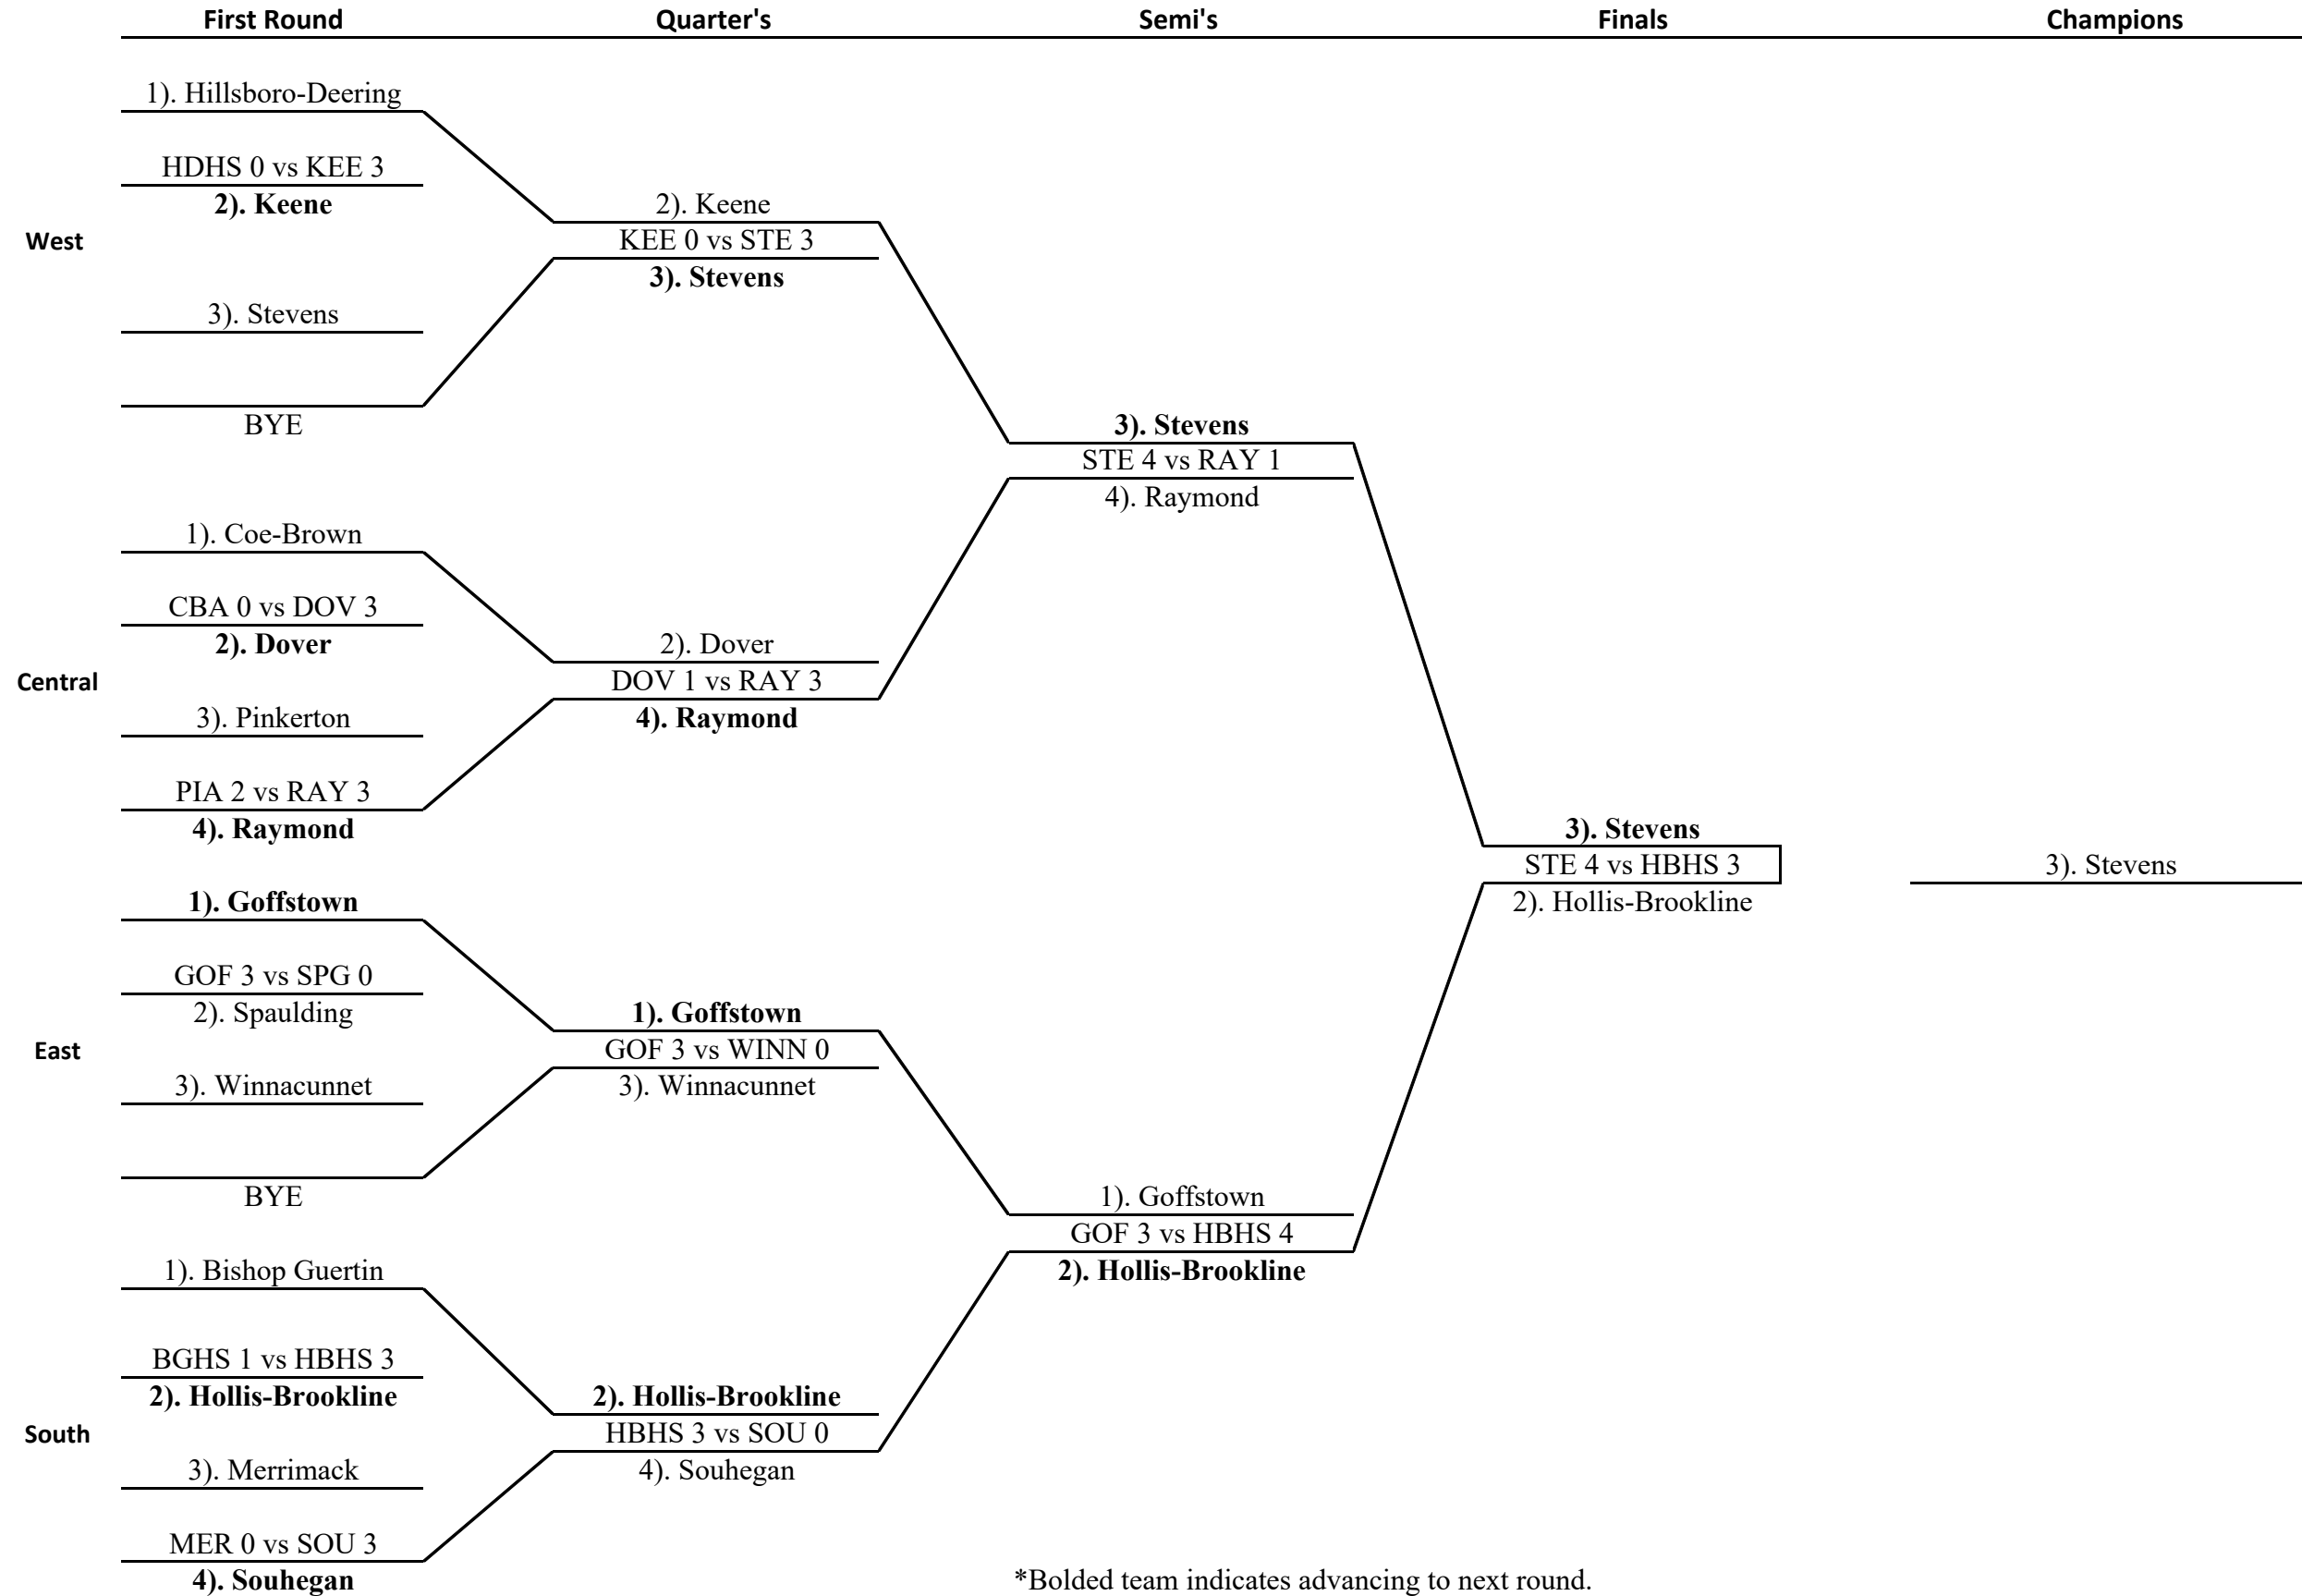 First Round
Quarter's
Semi's
Finals
Champions
West
1). Hillsboro-Deering
HDHS 0 vs KEE 3
2). Keene
3). Stevens
BYE
2). Keene
KEE 0 vs STE 3
3). Stevens
Central
1). Coe-Brown
CBA 0 vs DOV 3
2). Dover
3). Pinkerton
PIA 2 vs RAY 3
4). Raymond
2). Dover
DOV 1 vs RAY 3
4). Raymond
3). Stevens
STE 4 vs RAY 1
4). Raymond
East
1). Goffstown
GOF 3 vs SPG 0
2). Spaulding
3). Winnacunnet
BYE
1). Goffstown
GOF 3 vs WINN 0
3). Winnacunnet
South
1). Bishop Guertin
BGHS 1 vs HBHS 3
2). Hollis-Brookline
3). Merrimack
MER 0 vs SOU 3
4). Souhegan
2). Hollis-Brookline
HBHS 3 vs SOU 0
4). Souhegan
1). Goffstown
GOF 3 vs HBHS 4
2). Hollis-Brookline
3). Stevens
STE 4 vs HBHS 3
2). Hollis-Brookline
3). Stevens
*Bolded team indicates advancing to next round.